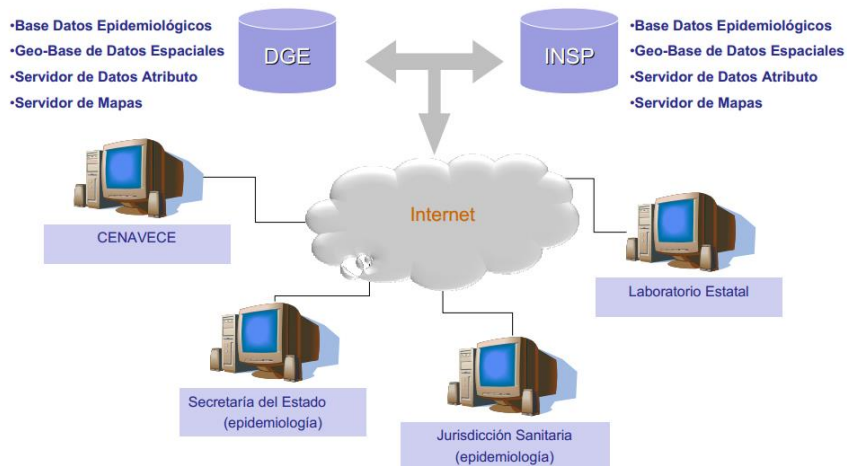 •Base Datos Epidemiológicos
•Geo-Base de Datos Espaciales
•Servidor de Datos Atributo
•Servidor de Mapas
DGE
INSP
•Base Datos Epidemiológicos
•Geo-Base de Datos Espaciales
•Servidor de Datos Atributo
•Servidor de Mapas
Internet
CENAVECE
Laboratorio Estatal
Secretaría del Estado
(epidemiología)
Jurisdicción Sanitaria
(epidemiología)